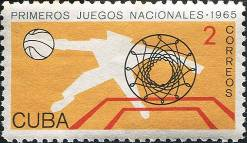 PRIMEROS JUEGOS NACIONALES-1965
2
CORREOS
CUBA